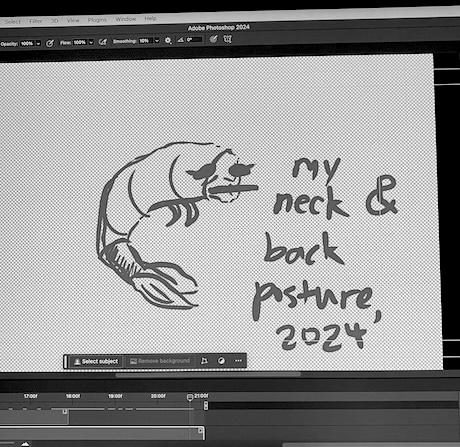 Select Filter 3D View Plugins Window Help
Adobe Photoshop 2024
Opacity: 100% Flow: 100% Smoothing: 10% 0°
my
neck &
back
posture,
2024
Select subject Remove background
17:00f 18:00f 19:00f 20:00f 21:00f